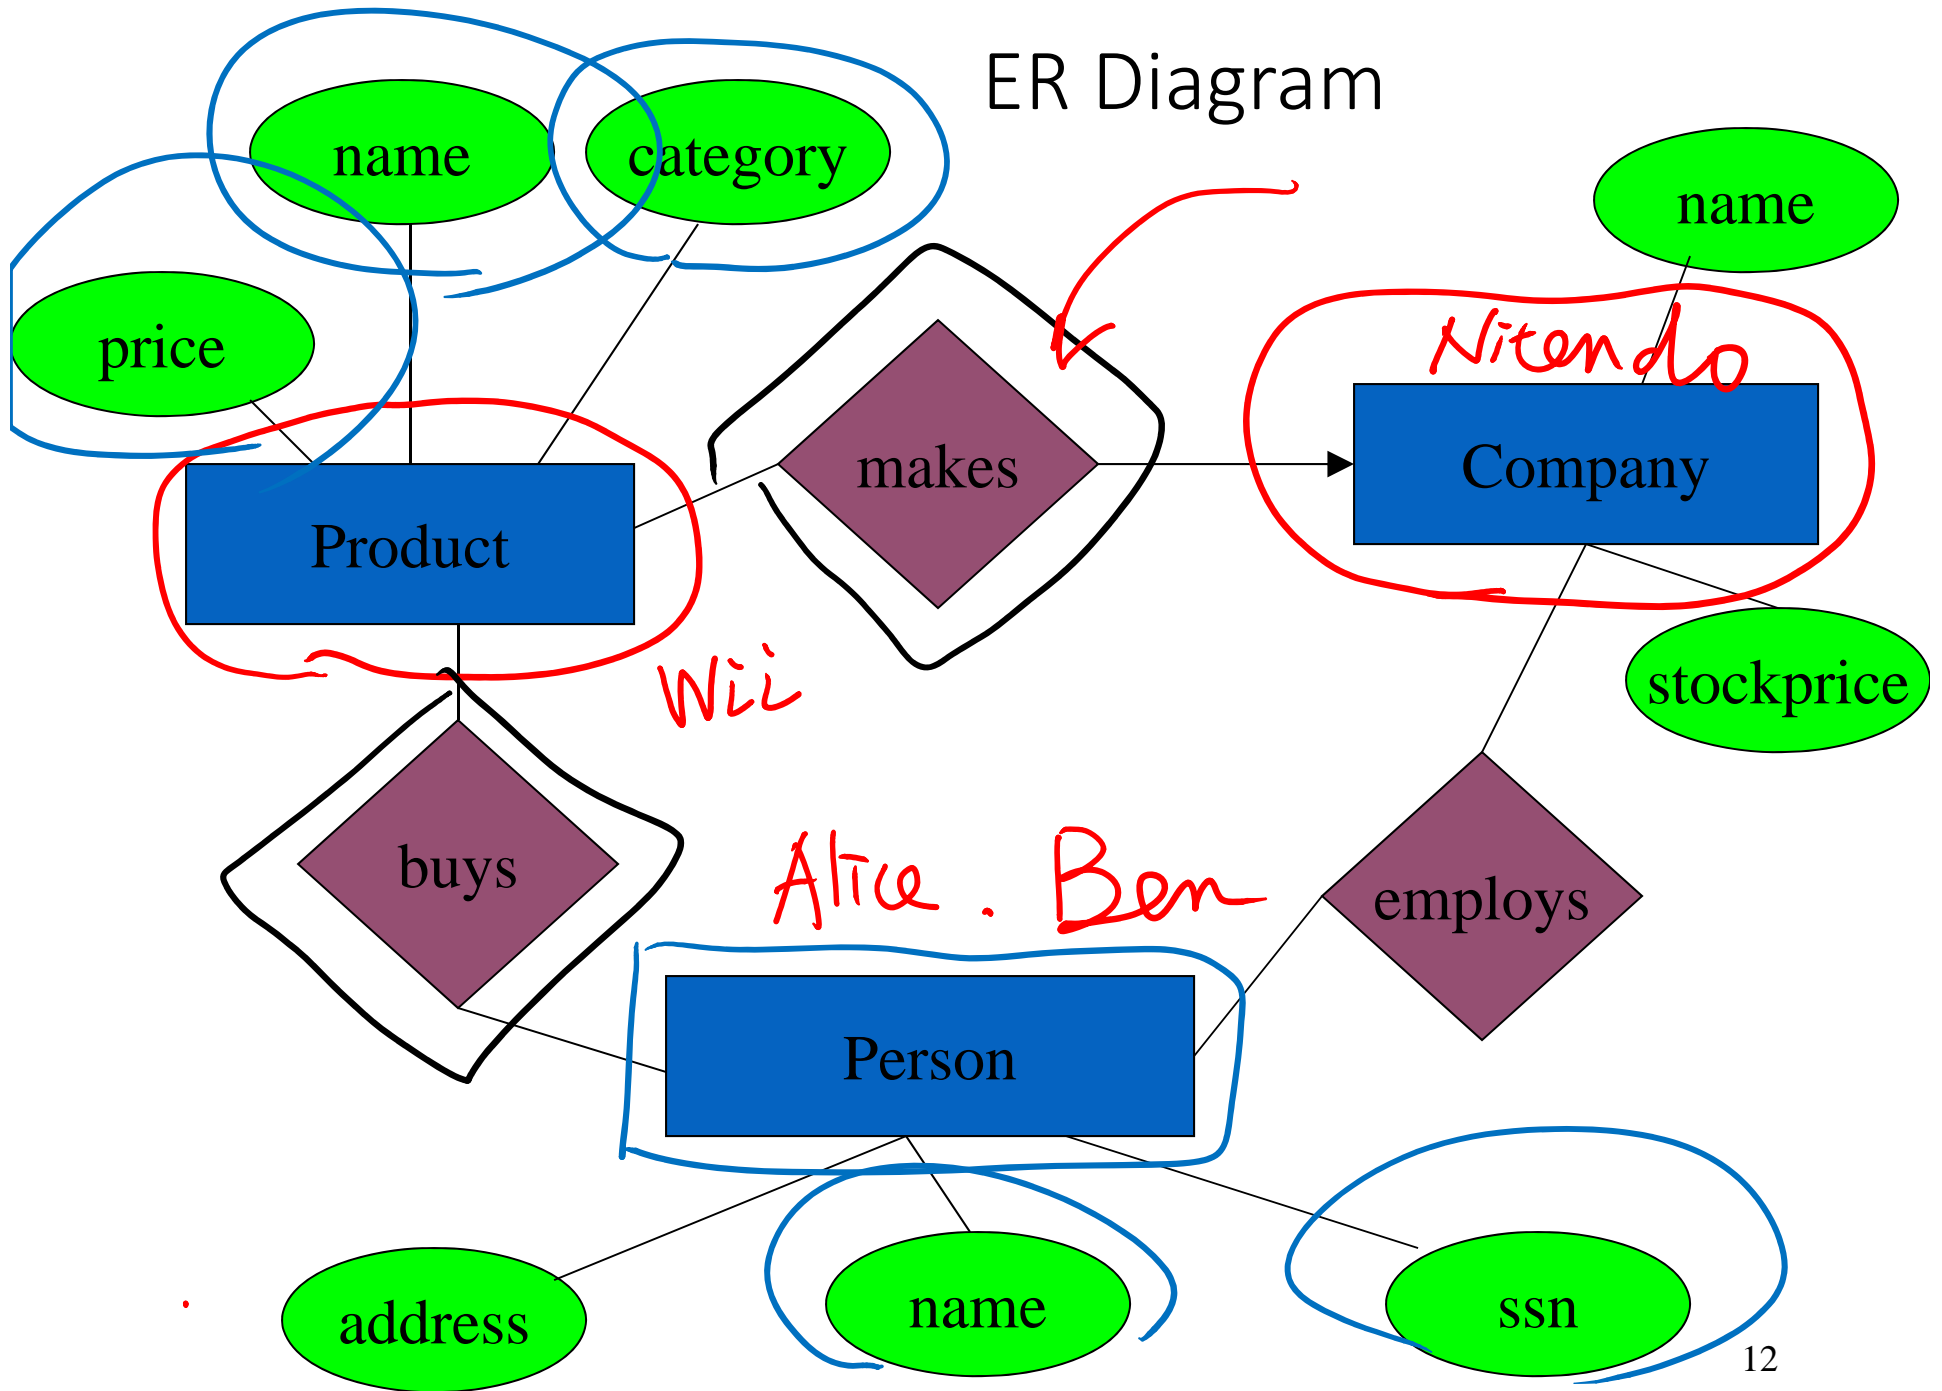 ER Diagram
name
category
name
price
Nitendo
makes
Company
Product
Wii
stockprice
buys
Alice. Ben
employs
Person
address
name
ssn
12